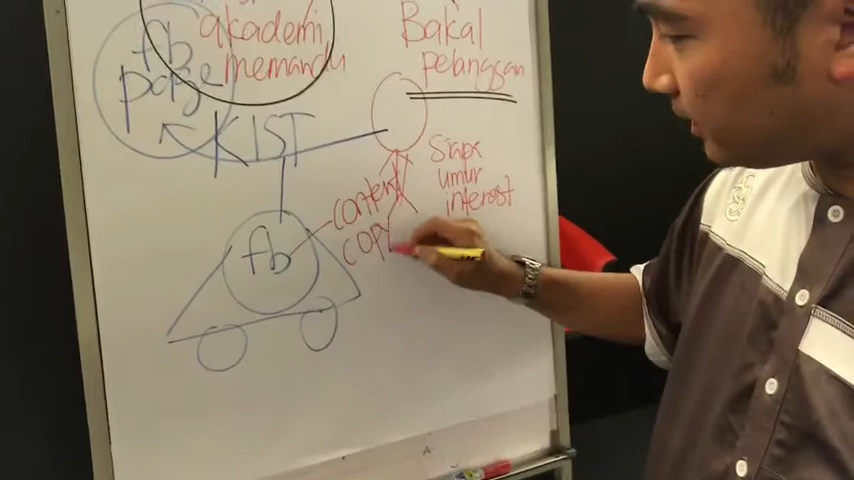 akademi
memandu
fb
page
Bakal
pelanggan
KIST
siapa
umur
interest
content
copy
fb